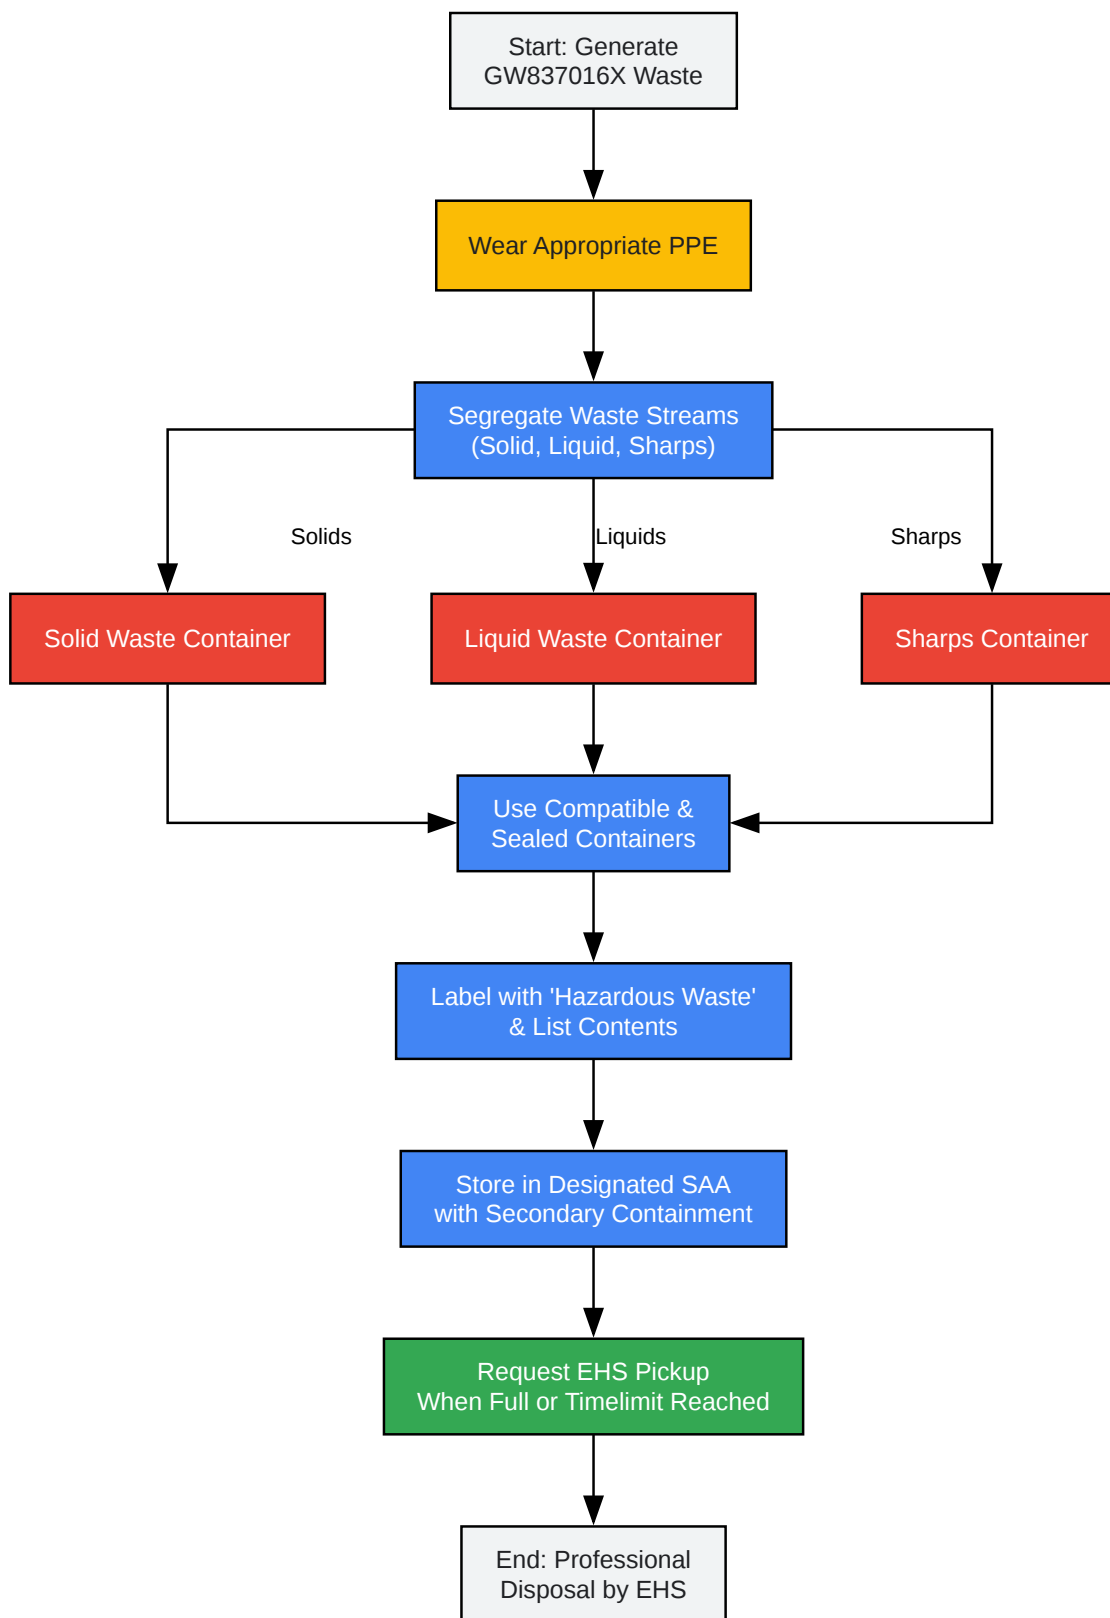 Start: Generate
GW837016X Waste
Wear Appropriate PPE
Segregate Waste Streams
(Solid, Liquid, Sharps)
Solids
Liquids
Sharps
Solid Waste Container
Liquid Waste Container
Sharps Container
Use Compatible &
Sealed Containers
Label with 'Hazardous Waste'
& List Contents
Store in Designated SAA
with Secondary Containment
Request EHS Pickup
When Full or Timelimit Reached
End: Professional
Disposal by EHS